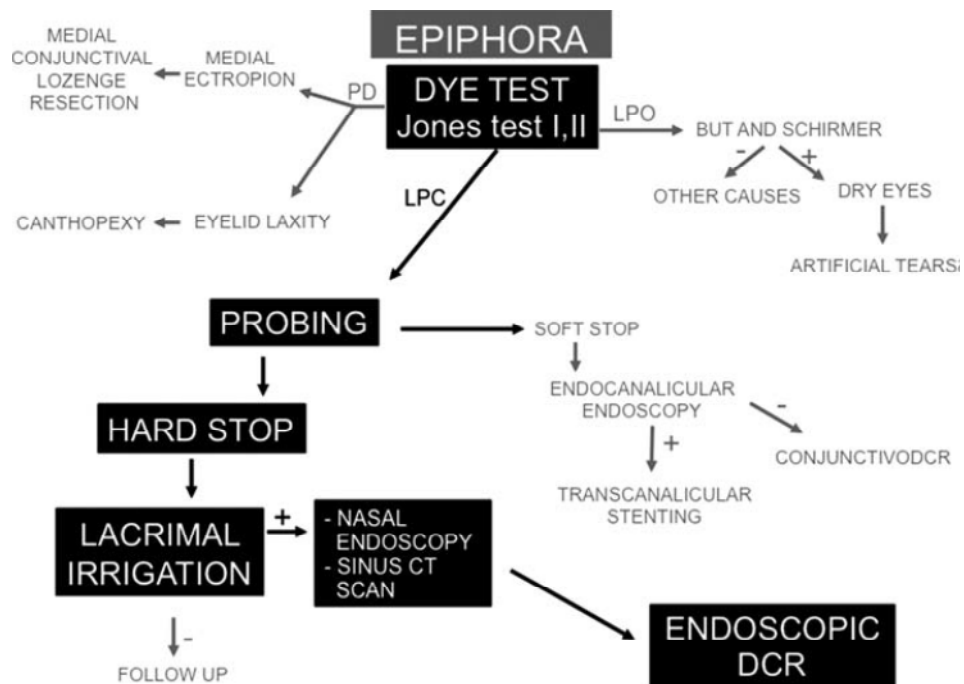 EPIPHORA
DYE TEST
Jones test I,II
MEDIAL
CONJUNCTIVAL
LOZENGE
RESECTION
MEDIAL
ECTROPION
PD
LPO
BUT AND SCHIRMER
-
+
OTHER CAUSES
DRY EYES
ARTIFICIAL TEARS
CANTHOPEXY
EYELID LAXITY
LPC
PROBING
SOFT STOP
ENDOCANALICULAR
ENDOSCOPY
-
+
CONJUNCTIVODCR
TRANSCANALICULAR
STENTING
HARD STOP
LACRIMAL
IRRIGATION
+
- NASAL
ENDOSCOPY
- SINUS CT
SCAN
-
FOLLOW UP
ENDOSCOPIC
DCR